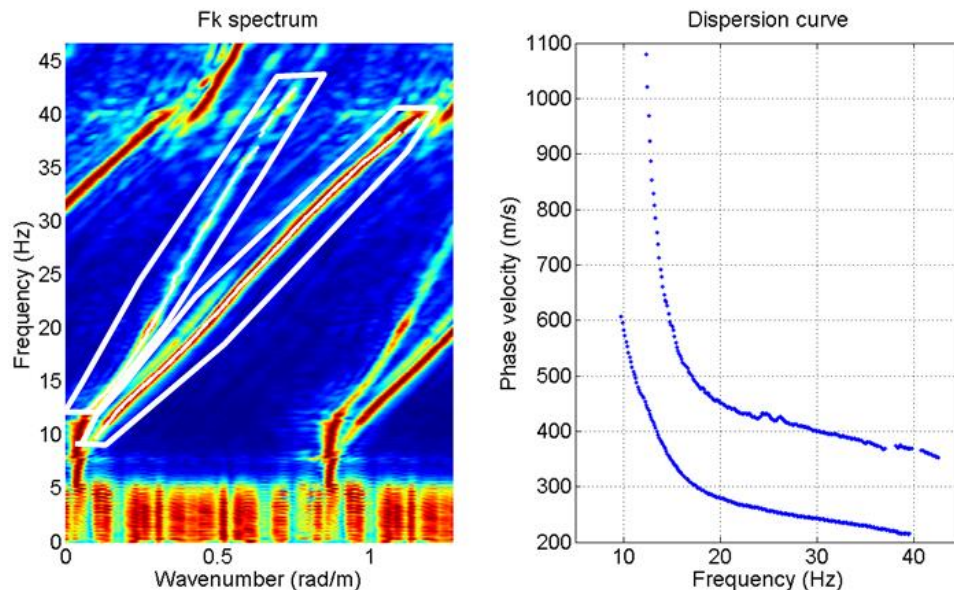 Fk spectrum
45
40
35
30
25
20
15
10
5
0
Frequency (Hz)
0 0.5 1
Wavenumber (rad/m)
Dispersion curve
1100
1000
900
800
700
600
500
400
300
200
Phase velocity (m/s)
10 20 30 40
Frequency (Hz)